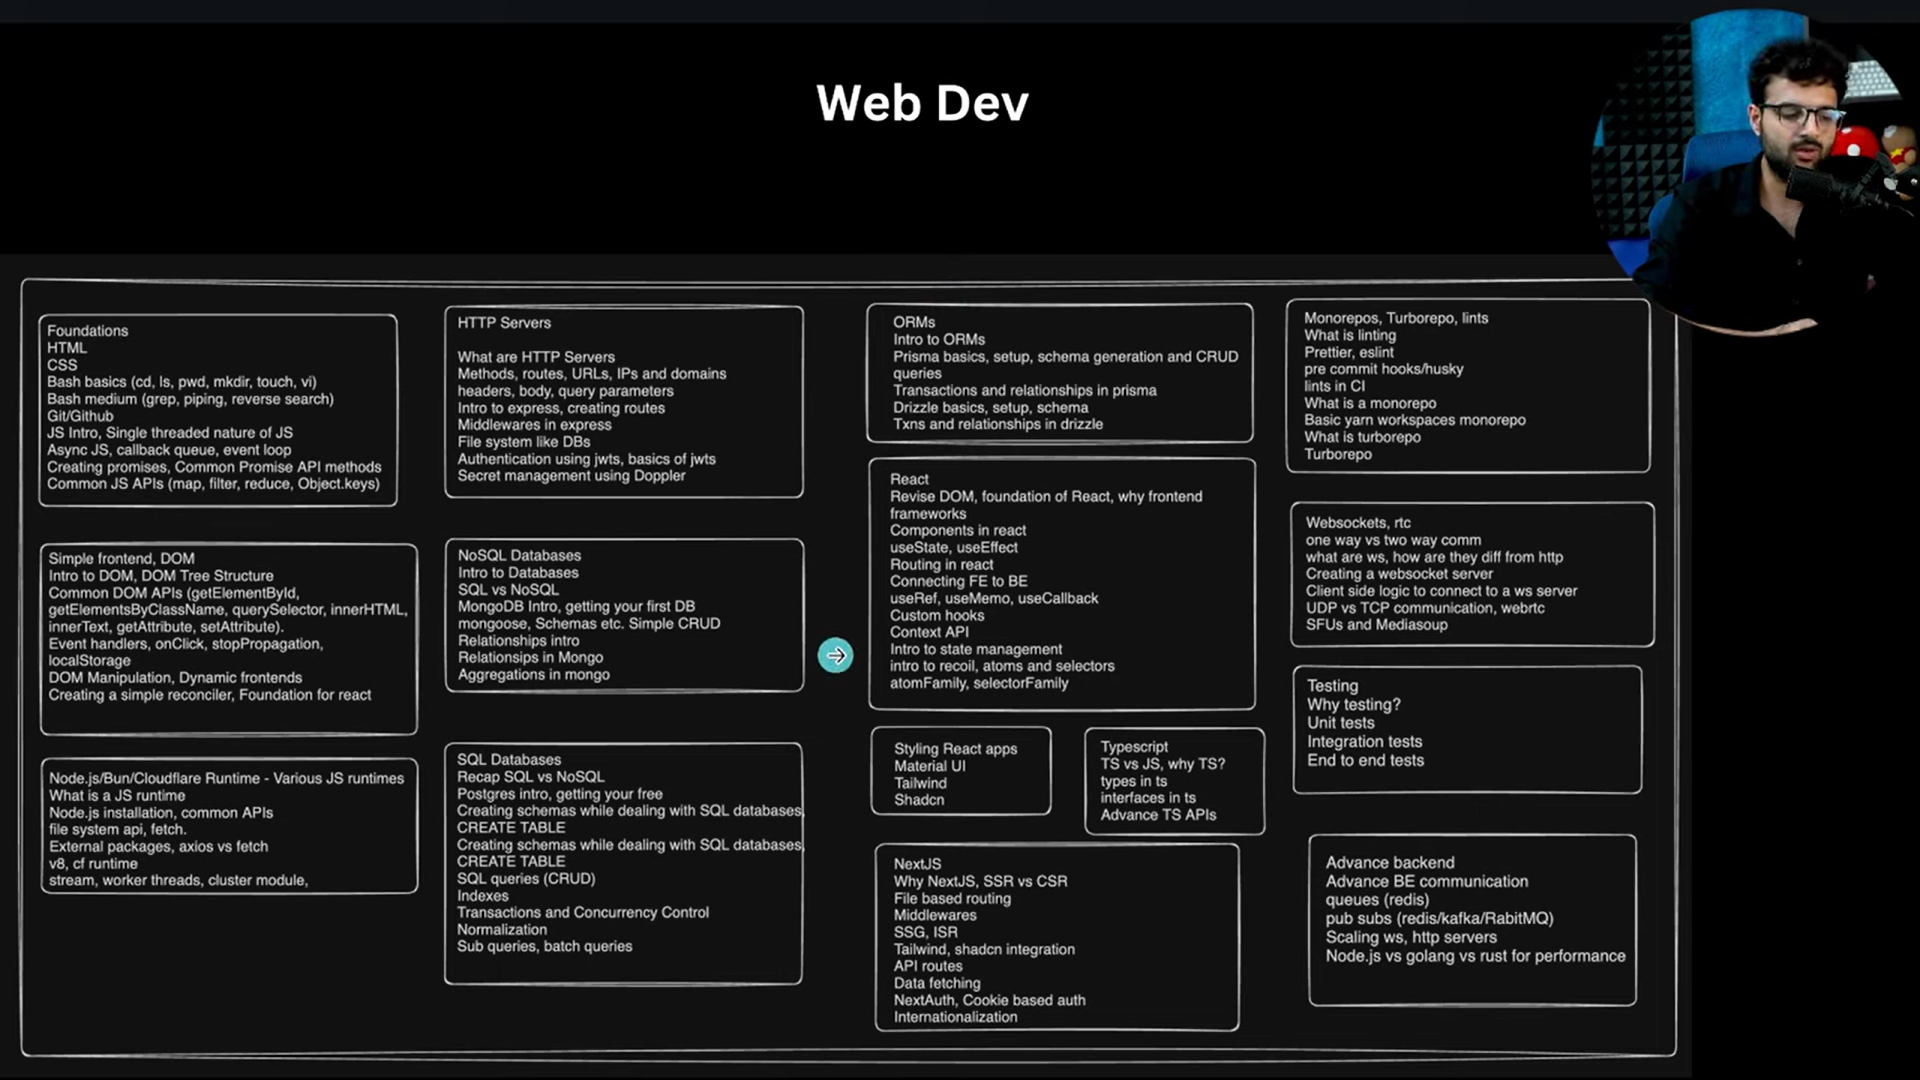 Web Dev
Foundations
HTML
CSS
Bash basics (cd, ls, pwd, mkdir, touch, vi)
Bash medium (grep, piping, reverse search)
Git/Github
JS Intro, Single threaded nature of JS
Async JS, callback queue, event loop
Creating promises, Common Promise API methods
Common JS APIs (map, filter, reduce, Object.keys)
Simple frontend, DOM
Intro to DOM, DOM Tree Structure
Common DOM APIs (getElementById,
getElementsByClassName, querySelector, innerHTML,
innerText, getAttribute, setAttribute).
Event handlers, onClick, stopPropagation,
localStorage
DOM Manipulation, Dynamic frontends
Creating a simple reconciler, Foundation for react
Node.js/Bun/Cloudflare Runtime - Various JS runtimes
What is a JS runtime
Node.js installation, common APIs
file system api, fetch.
External packages, axios vs fetch
v8, cf runtime
stream, worker threads, cluster module,
HTTP Servers
What are HTTP Servers
Methods, routes, URLs, IPs and domains
headers, body, query parameters
Intro to express, creating routes
Middlewares in express
File system like DBs
Authentication using jwts, basics of jwts
Secret management using Doppler
NoSQL Databases
Intro to Databases
SQL vs NoSQL
MongoDB Intro, getting your first DB
mongoose, Schemas etc. Simple CRUD
Relationships intro
Relationsips in Mongo
Aggregations in mongo
SQL Databases
Recap SQL vs NoSQL
Postgres intro, getting your free
Creating schemas while dealing with SQL databases,
CREATE TABLE
Creating schemas while dealing with SQL databases,
CREATE TABLE
SQL queries (CRUD)
Indexes
Transactions and Concurrency Control
Normalization
Sub queries, batch queries
ORMs
Intro to ORMs
Prisma basics, setup, schema generation and CRUD
queries
Transactions and relationships in prisma
Drizzle basics, setup, schema
Txns and relationships in drizzle
React
Revise DOM, foundation of React, why frontend
frameworks
Components in react
useState, useEffect
Routing in react
Connecting FE to BE
useRef, useMemo, useCallback
Custom hooks
Context API
Intro to state management
intro to recoil, atoms and selectors
atomFamily, selectorFamily
Styling React apps
Material UI
Tailwind
Shadcn
Typescript
TS vs JS, why TS?
types in ts
interfaces in ts
Advance TS APIs
NextJS
Why NextJS, SSR vs CSR
File based routing
Middlewares
SSG, ISR
Tailwind, shadcn integration
API routes
Data fetching
NextAuth, Cookie based auth
Internationalization
Monorepos, Turborepo, lints
What is linting
Prettier, eslint
pre commit hooks/husky
lints in CI
What is a monorepo
Basic yarn workspaces monorepo
What is turborepo
Turborepo
Websockets, rtc
one way vs two way comm
what are ws, how are they diff from http
Creating a websocket server
Client side logic to connect to a ws server
UDP vs TCP communication, webrtc
SFUs and Mediasoup
Testing
Why testing?
Unit tests
Integration tests
End to end tests
Advance backend
Advance BE communication
queues (redis)
pub subs (redis/kafka/RabitMQ)
Scaling ws, http servers
Node.js vs golang vs rust for performance